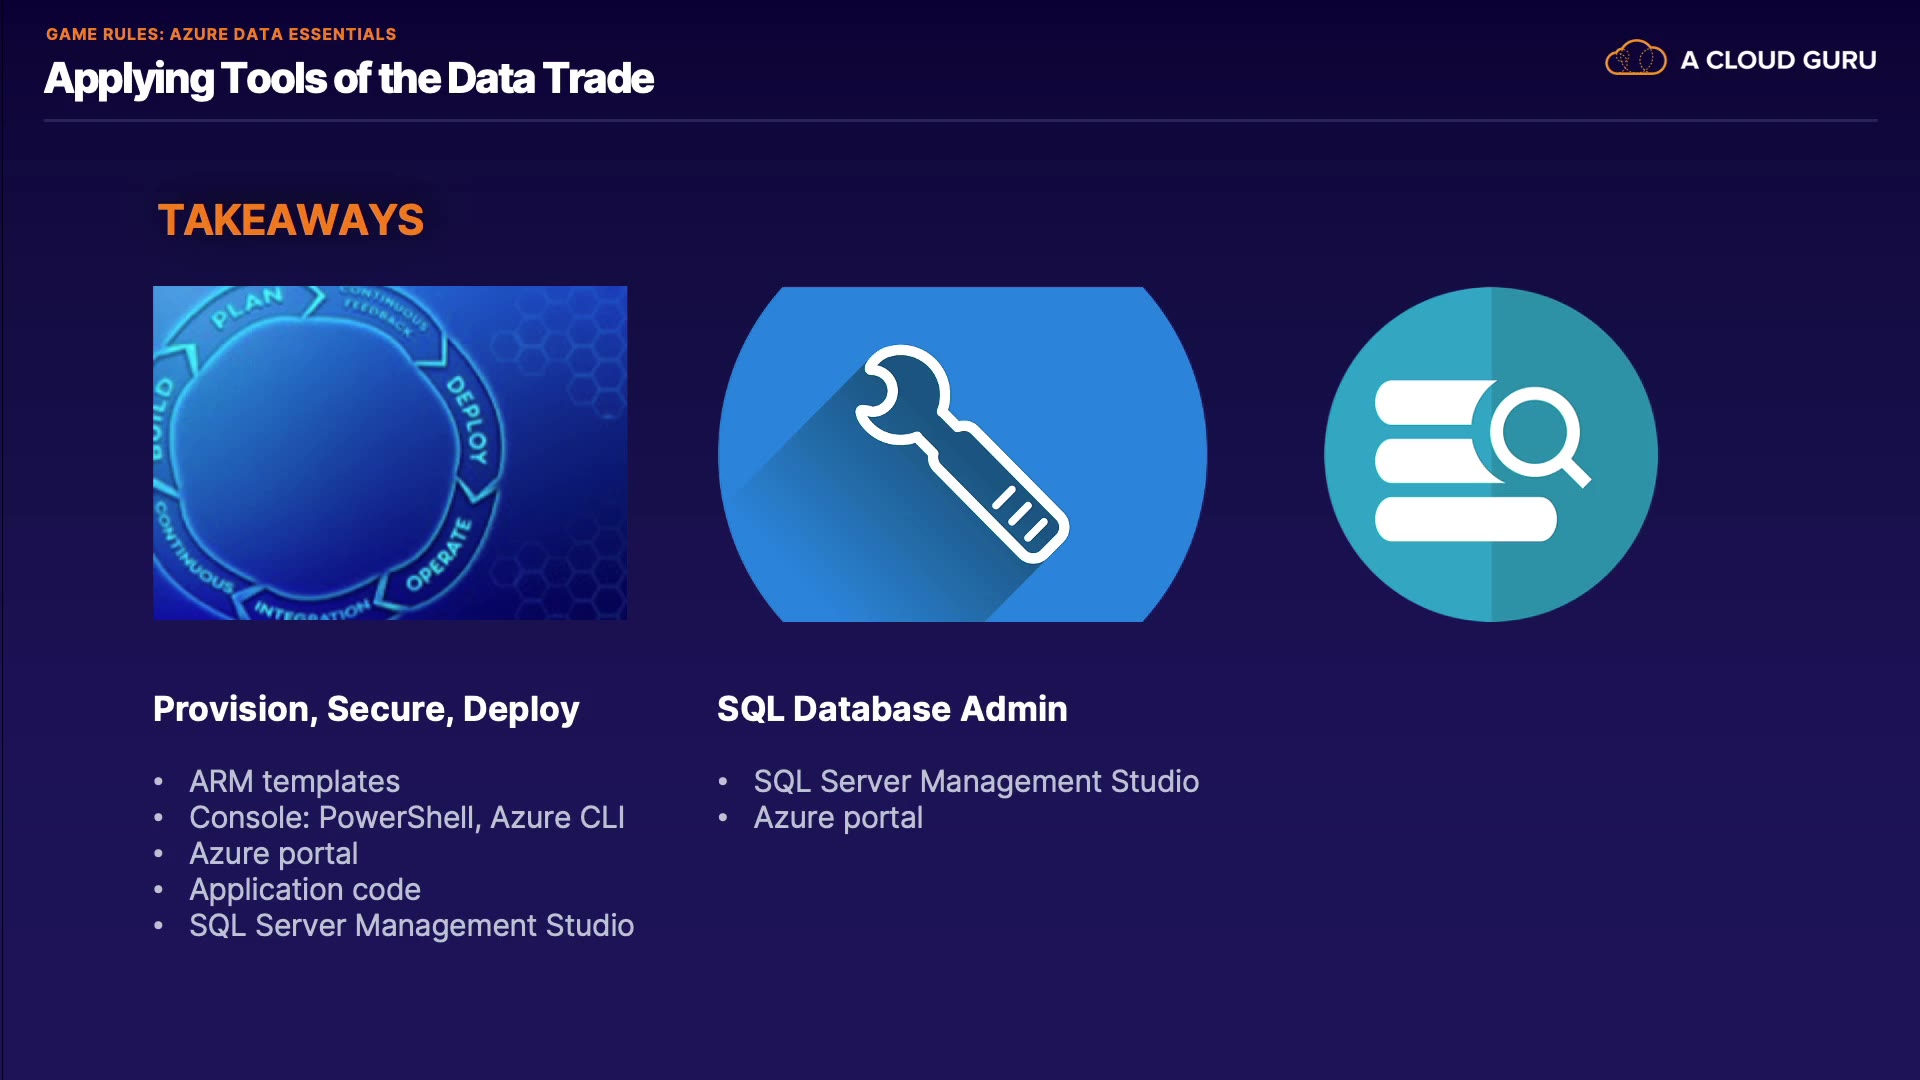 GAME RULES: AZURE DATA ESSENTIALS
Applying Tools of the Data Trade
A CLOUD GURU
TAKEAWAYS
PLAN
CONTINUOUS
FEEDBACK
DEPLOY
OPERATE
INTEGRATION
CONTINUOUS
BUILD
Provision, Secure, Deploy
• ARM templates
• Console: PowerShell, Azure CLI
• Azure portal
• Application code
• SQL Server Management Studio
SQL Database Admin
• SQL Server Management Studio
• Azure portal